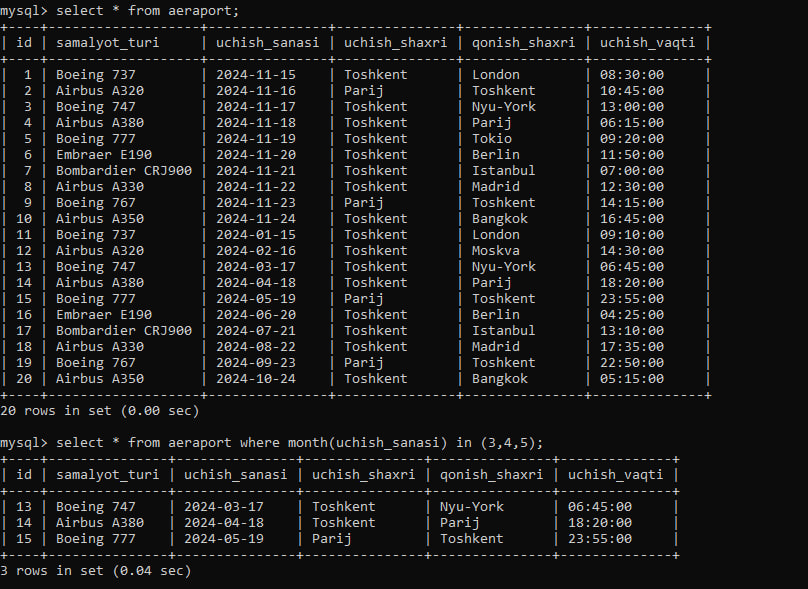 mysql> select * from aeraport;
+----+-------------------+--------------+---------------+---------------+--------------+
| id | samalyot_turi     | uchish_sanasi | uchish_shaxri | qonish_shaxri | uchish_vaqti |
+----+-------------------+--------------+---------------+---------------+--------------+
|  1 | Boeing 737        | 2024-11-15    | Toshkent      | London        | 08:30:00     |
|  2 | Airbus A320       | 2024-11-16    | Parij         | Toshkent      | 10:45:00     |
|  3 | Boeing 747        | 2024-11-17    | Toshkent      | Nyu-York      | 13:00:00     |
|  4 | Airbus A380       | 2024-11-18    | Toshkent      | Parij         | 06:15:00     |
|  5 | Boeing 777        | 2024-11-19    | Toshkent      | Tokio         | 09:20:00     |
|  6 | Embraer E190      | 2024-11-20    | Toshkent      | Berlin        | 11:50:00     |
|  7 | Bombardier CRJ900 | 2024-11-21    | Toshkent      | Istanbul      | 07:00:00     |
|  8 | Airbus A330       | 2024-11-22    | Toshkent      | Madrid        | 12:30:00     |
|  9 | Boeing 767        | 2024-11-23    | Parij         | Toshkent      | 14:15:00     |
| 10 | Airbus A350       | 2024-11-24    | Toshkent      | Bangkok       | 16:45:00     |
| 11 | Boeing 737        | 2024-01-15    | Toshkent      | London        | 09:10:00     |
| 12 | Airbus A320       | 2024-02-16    | Toshkent      | Moskva        | 14:30:00     |
| 13 | Boeing 747        | 2024-03-17    | Toshkent      | Nyu-York      | 06:45:00     |
| 14 | Airbus A380       | 2024-04-18    | Toshkent      | Parij         | 18:20:00     |
| 15 | Boeing 777        | 2024-05-19    | Parij         | Toshkent      | 23:55:00     |
| 16 | Embraer E190      | 2024-06-20    | Toshkent      | Berlin        | 04:25:00     |
| 17 | Bombardier CRJ900 | 2024-07-21    | Toshkent      | Istanbul      | 13:10:00     |
| 18 | Airbus A330       | 2024-08-22    | Toshkent      | Madrid        | 17:35:00     |
| 19 | Boeing 767        | 2024-09-23    | Parij         | Toshkent      | 22:50:00     |
| 20 | Airbus A350       | 2024-10-24    | Toshkent      | Bangkok       | 05:15:00     |
+----+-------------------+---------------+---------------+---------------+--------------+
20 rows in set (0.00 sec)
mysql> select * from aeraport where month(uchish_sanasi) in (3,4,5);
+----+---------------+---------------+---------------+---------------+--------------+
| id | samalyot_turi | uchish_sanasi | uchish_shaxri | qonish_shaxri | uchish_vaqti |
+----+---------------+---------------+---------------+---------------+--------------+
| 13 | Boeing 747    | 2024-03-17    | Toshkent      | Nyu-York      | 06:45:00     |
| 14 | Airbus A380   | 2024-04-18    | Toshkent      | Parij         | 18:20:00     |
| 15 | Boeing 777    | 2024-05-19    | Parij         | Toshkent      | 23:55:00     |
+----+---------------+---------------+---------------+---------------+--------------+
3 rows in set (0.04 sec)